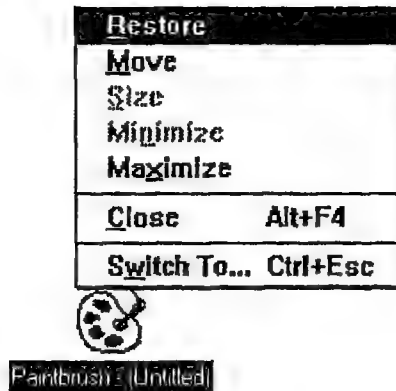 Restore
Move
Size
Minimize
Maximize
Close Alt+F4
Switch To... Ctrl+Esc
Paintbrush - (Untitled)